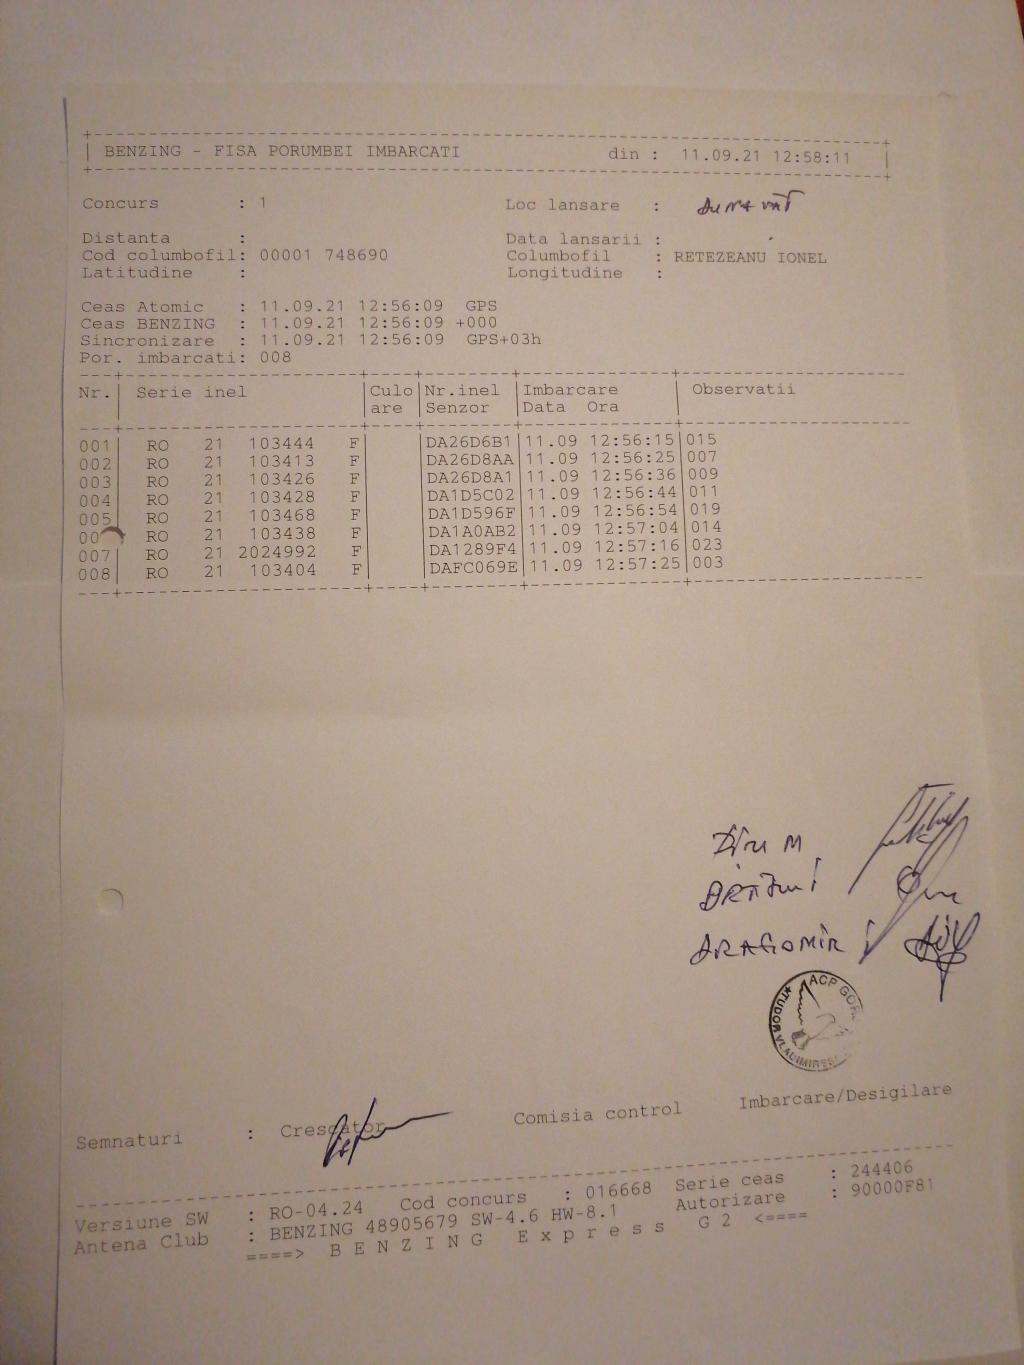 BENZING - FISA PORUMBEI IMBARCATI din : 11.09.21 12:58:11
Concurs : 1 Loc lansare :
Distanta : Data lansarii :
Cod columbofil: 00001 748690 Columbofil : RETEZEANU IONEL
Latitudine : Longitudine :
Ceas Atomic : 11.09.21 12:56:09 GPS
Ceas BENZING : 11.09.21 12:56:09 +000
Sincronizare : 11.09.21 12:56:09 GPS+03h
Por. imbarcati: 008
Nr. Serie inel Culo Nr.inel Imbarcare Observatii
are Senzor Data Ora
001 RO 21 103444 F DA26D6B1 11.09 12:56:15 015
002 RO 21 103413 F DA26D8AA 11.09 12:56:25 007
003 RO 21 103426 F DA26D8A1 11.09 12:56:36 009
004 RO 21 103428 F DA1D5C02 11.09 12:56:44 011
005 RO 21 103468 F DA1D596F 11.09 12:56:54 019
00 RO 21 103438 F DA1A0AB2 11.09 12:57:04 014
007 RO 21 2024992 F DA1289F4 11.09 12:57:16 023
008 RO 21 103404 F DAFC069E 11.09 12:57:25 003
DRAGOMIR I
ACP
TUDOR VLADIMIRESCU
Semnaturi : Crescator Comisia control Imbarcare/Desigilare
Versiune SW : RO-04.24 Cod concurs : 016668 Serie ceas : 244406
Antena Club : BENZING 48905679 SW-4.6 HW-8.1 Autorizare : 90000F81
====> B E N Z I N G E x p r e s s G 2 <====